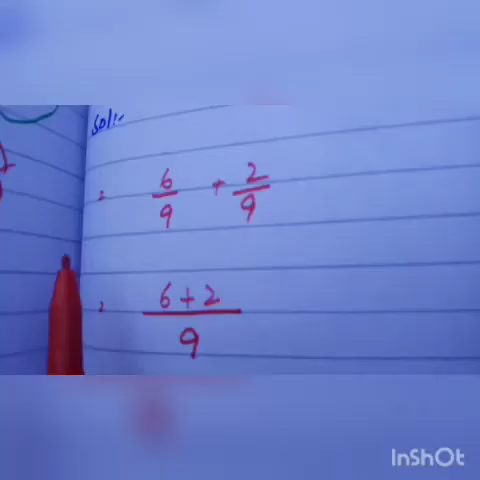 Sol:-
= 6/9 + 2/9
= 6+2/9
InShOt